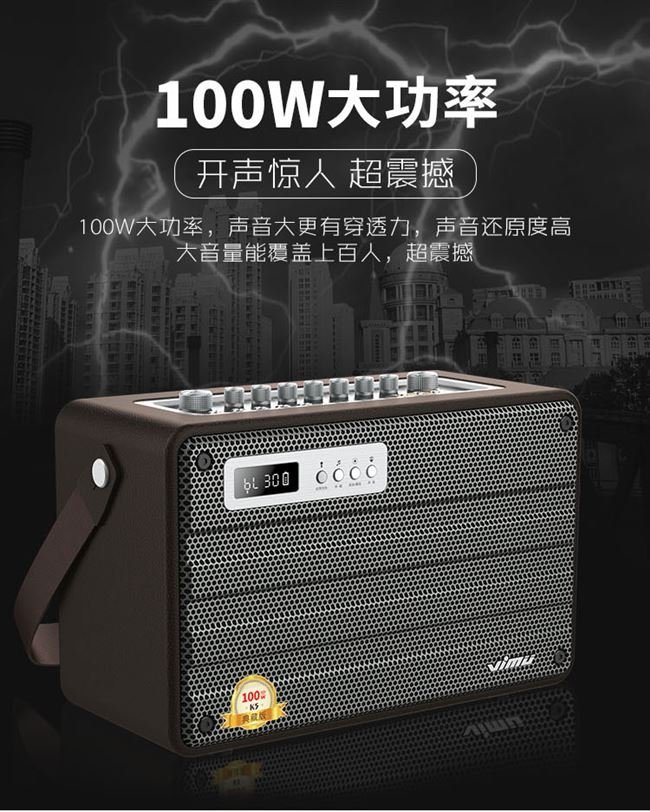 100W大功率
开声惊人 超震撼
100W大功率，声音大更有穿透力，声音还原度高
大音量能覆盖上百人，超震撼
bL 300
vimu
100W
K5
典藏版